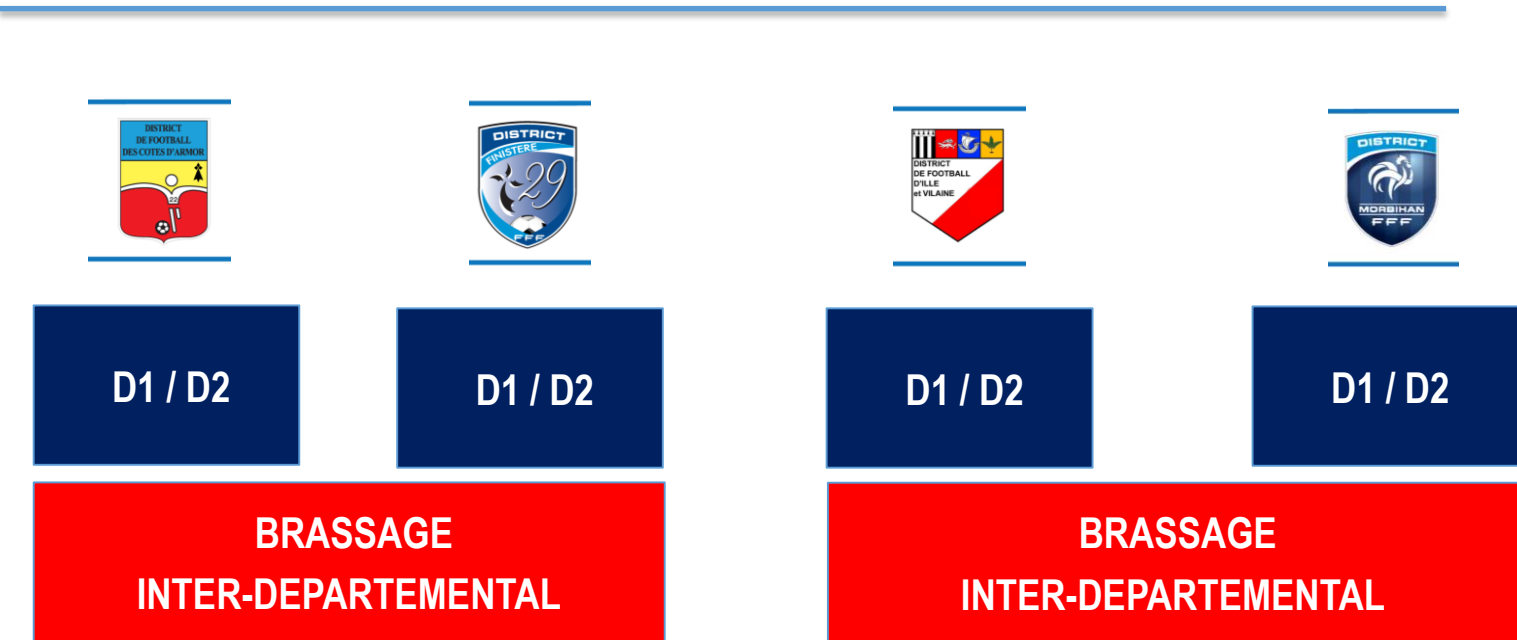 DISTRICT
DE FOOTBALL
DES COTES D'ARMOR
22
DISTRICT
FINISTERE
29
FFF
DISTRICT
DE FOOTBALL
D'ILLE
et VILAINE
DISTRICT
MORBIHAN
FFF
D1 / D2
D1 / D2
D1 / D2
D1 / D2
BRASSAGE
INTER-DEPARTEMENTAL
BRASSAGE
INTER-DEPARTEMENTAL